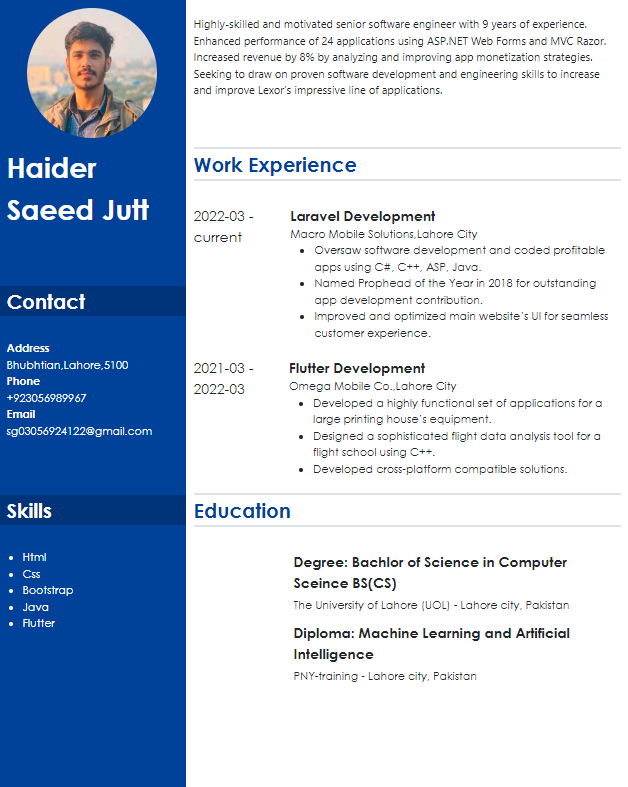 Haider
Saeed Jutt
Contact
Address
Bhubhtian,Lahore,5100
Phone
+923056989967
Email
sg03056924122@gmail.com
Skills
Html
Css
Bootstrap
Java
Flutter
Highly-skilled and motivated senior software engineer with 9 years of experience.
Enhanced performance of 24 applications using ASP.NET Web Forms and MVC Razor.
Increased revenue by 8% by analyzing and improving app monetization strategies.
Seeking to draw on proven software development and engineering skills to increase
and improve Lexor's impressive line of applications.
Work Experience
2022-03 -
current
Laravel Development
Macro Mobile Solutions,Lahore City
Oversaw software development and coded profitable
apps using C#, C++, ASP, Java.
Named Prophead of the Year in 2018 for outstanding
app development contribution.
Improved and optimized main website's UI for seamless
customer experience.
2021-03 -
2022-03
Flutter Development
Omega Mobile Co.,Lahore City
Developed a highly functional set of applications for a
large printing house's equipment.
Designed a sophisticated flight data analysis tool for a
flight school using C++.
Developed cross-platform compatible solutions.
Education
Degree: Bachlor of Science in Computer
Sceince BS(CS)
The University of Lahore (UOL) - Lahore city, Pakistan
Diploma: Machine Learning and Artificial
Intelligence
PNY-training - Lahore city, Pakistan